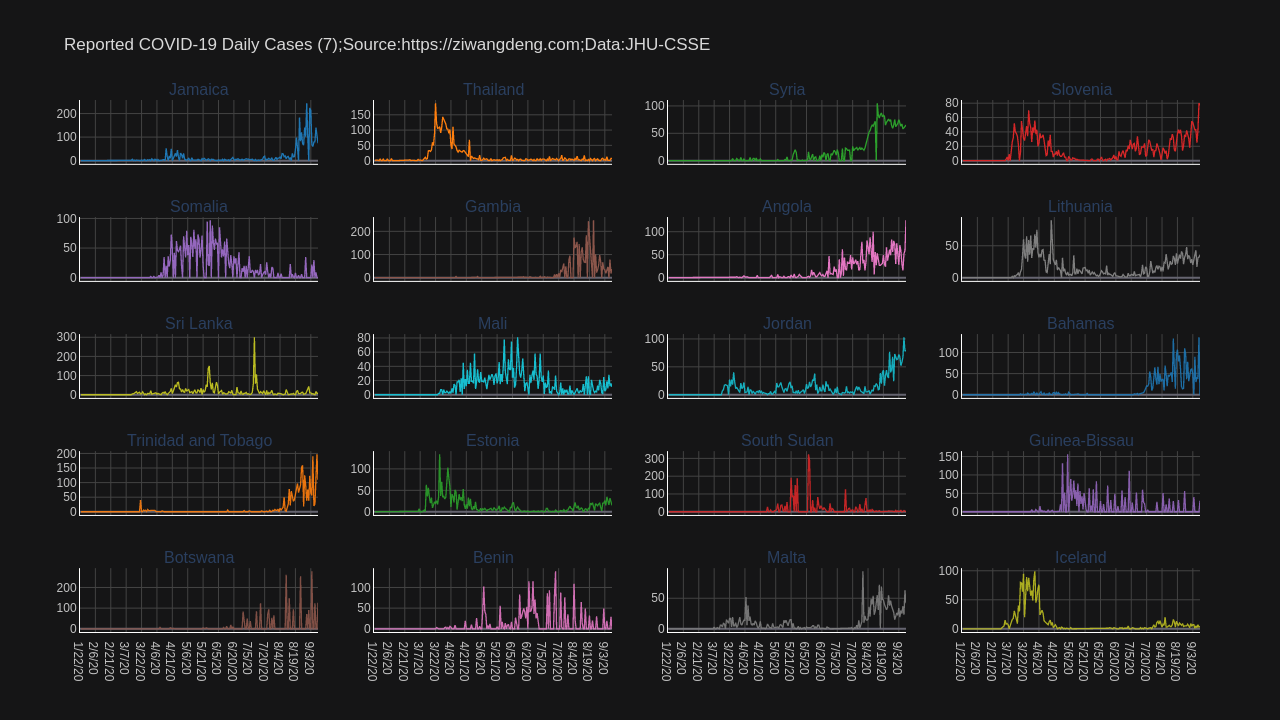 Reported COVID-19 Daily Cases (7);Source:https://ziwangdeng.com;Data:JHU-CSSE
Jamaica Thailand Syria Slovenia
200 150 100 80
100 100 50 60
0 50 0 40
0 20
0
Somalia Gambia Angola Lithuania
100 200 100 50
50 100 50 0
0 0 0
Sri Lanka Mali Jordan Bahamas
300 80 100 100
200 60 50 50
100 40 0 0
0 20
0
Trinidad and Tobago Estonia South Sudan Guinea-Bissau
200 100 300 150
150 50 200 100
100 0 100 50
50 0 0
0
Botswana Benin Malta Iceland
200 100 50 100
100 50 0 50
0 0 0
1/22/20 2/6/20 2/21/20 3/7/20 3/22/20 4/6/20 4/21/20 5/6/20 5/21/20 6/5/20 6/20/20 7/5/20 7/20/20 8/4/20 8/19/20 9/3/20
1/22/20 2/6/20 2/21/20 3/7/20 3/22/20 4/6/20 4/21/20 5/6/20 5/21/20 6/5/20 6/20/20 7/5/20 7/20/20 8/4/20 8/19/20 9/3/20
1/22/20 2/6/20 2/21/20 3/7/20 3/22/20 4/6/20 4/21/20 5/6/20 5/21/20 6/5/20 6/20/20 7/5/20 7/20/20 8/4/20 8/19/20 9/3/20
1/22/20 2/6/20 2/21/20 3/7/20 3/22/20 4/6/20 4/21/20 5/6/20 5/21/20 6/5/20 6/20/20 7/5/20 7/20/20 8/4/20 8/19/20 9/3/20